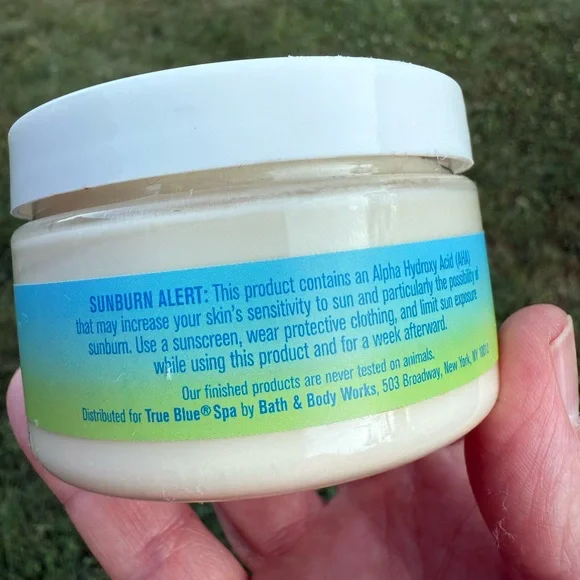 SUNBURN ALERT: This product contains an Alpha Hydroxy Acid (AHA)
that may increase your skin's sensitivity to sun and particularly the possibility of
sunburn. Use a sunscreen, wear protective clothing, and limit sun exposure
while using this product and for a week afterward.
Our finished products are never tested on animals.
Distributed for True Blue® Spa by Bath & Body Works, 503 Broadway, New York, NY